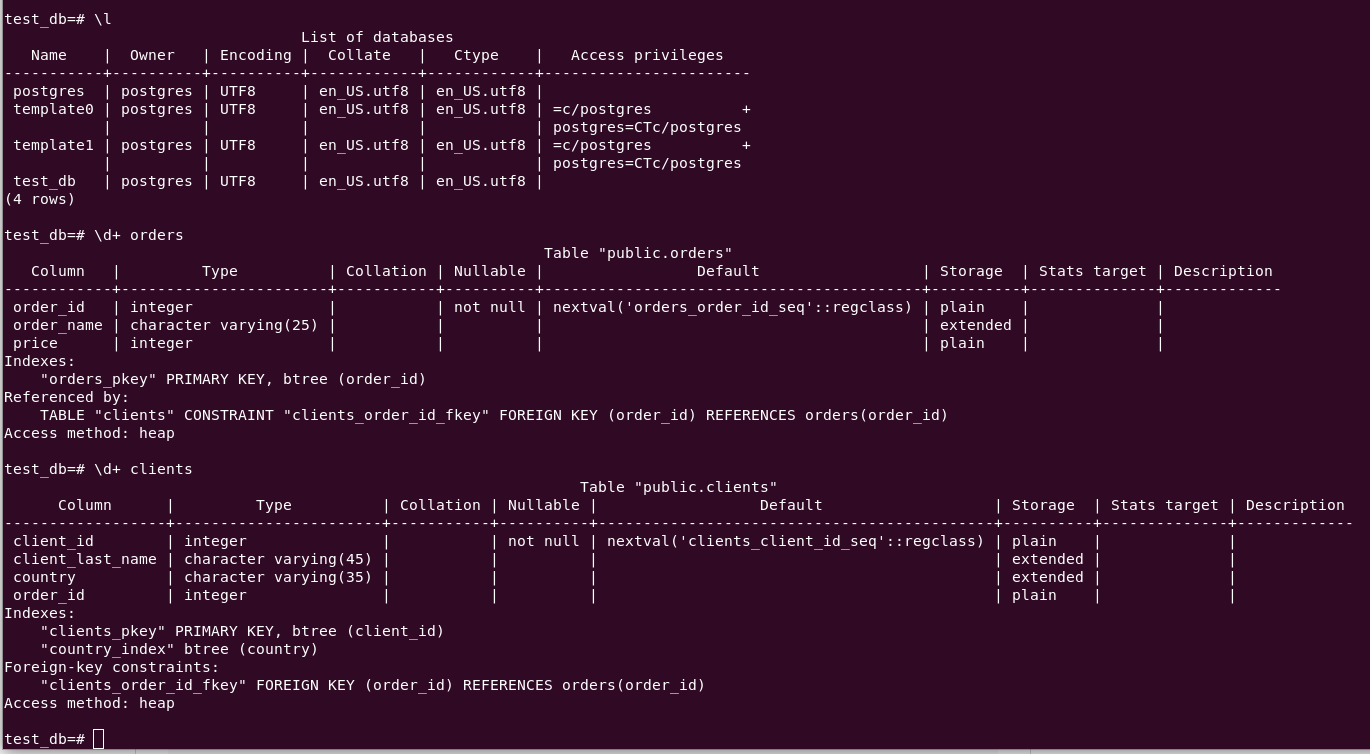 test_db=# \l
                                 List of databases
   Name    |  Owner   | Encoding |  Collate   |   Ctype    |   Access privileges
-----------+----------+----------+------------+------------+-----------------------
 postgres  | postgres | UTF8     | en_US.utf8 | en_US.utf8 |
 template0 | postgres | UTF8     | en_US.utf8 | en_US.utf8 | =c/postgres          +
           |          |          |            |            | postgres=CTc/postgres
 template1 | postgres | UTF8     | en_US.utf8 | en_US.utf8 | =c/postgres          +
           |          |          |            |            | postgres=CTc/postgres
 test_db   | postgres | UTF8     | en_US.utf8 | en_US.utf8 |
(4 rows)

test_db=# \d+ orders
                                                            Table "public.orders"
   Column   |         Type          | Collation | Nullable |                 Default                  | Storage  | Stats target | Description
------------+-----------------------+-----------+----------+------------------------------------------+----------+--------------+-------------
 order_id   | integer               |           | not null | nextval('orders_order_id_seq'::regclass) | plain    |              |
 order_name | character varying(25) |           |          |                                          | extended |              |
 price      | integer               |           |          |                                          | plain    |              |
Indexes:
    "orders_pkey" PRIMARY KEY, btree (order_id)
Referenced by:
    TABLE "clients" CONSTRAINT "clients_order_id_fkey" FOREIGN KEY (order_id) REFERENCES orders(order_id)
Access method: heap

test_db=# \d+ clients
                                                                Table "public.clients"
      Column      |         Type          | Collation | Nullable |                  Default                   | Storage  | Stats target | Description
------------------+-----------------------+-----------+----------+--------------------------------------------+----------+--------------+-------------
 client_id        | integer               |           | not null | nextval('clients_client_id_seq'::regclass) | plain    |              |
 client_last_name | character varying(45) |           |          |                                            | extended |              |
 country          | character varying(35) |           |          |                                            | extended |              |
 order_id         | integer               |           |          |                                            | plain    |              |
Indexes:
    "clients_pkey" PRIMARY KEY, btree (client_id)
    "country_index" btree (country)
Foreign-key constraints:
    "clients_order_id_fkey" FOREIGN KEY (order_id) REFERENCES orders(order_id)
Access method: heap

test_db=#